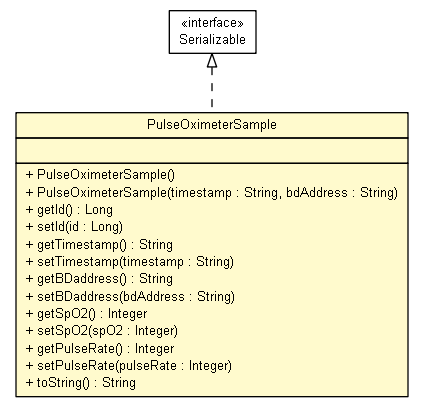 «interface»
Serializable
PulseOximeterSample
+ PulseOximeterSample()
+ PulseOximeterSample(timestamp : String, bdAddress : String)
+ getId() : Long
+ setId(id : Long)
+ getTimestamp() : String
+ setTimestamp(timestamp : String)
+ getBDaddress() : String
+ setBDaddress(bdAddress : String)
+ getSpO2() : Integer
+ setSpO2(spO2 : Integer)
+ getPulseRate() : Integer
+ setPulseRate(pulseRate : Integer)
+ toString() : String